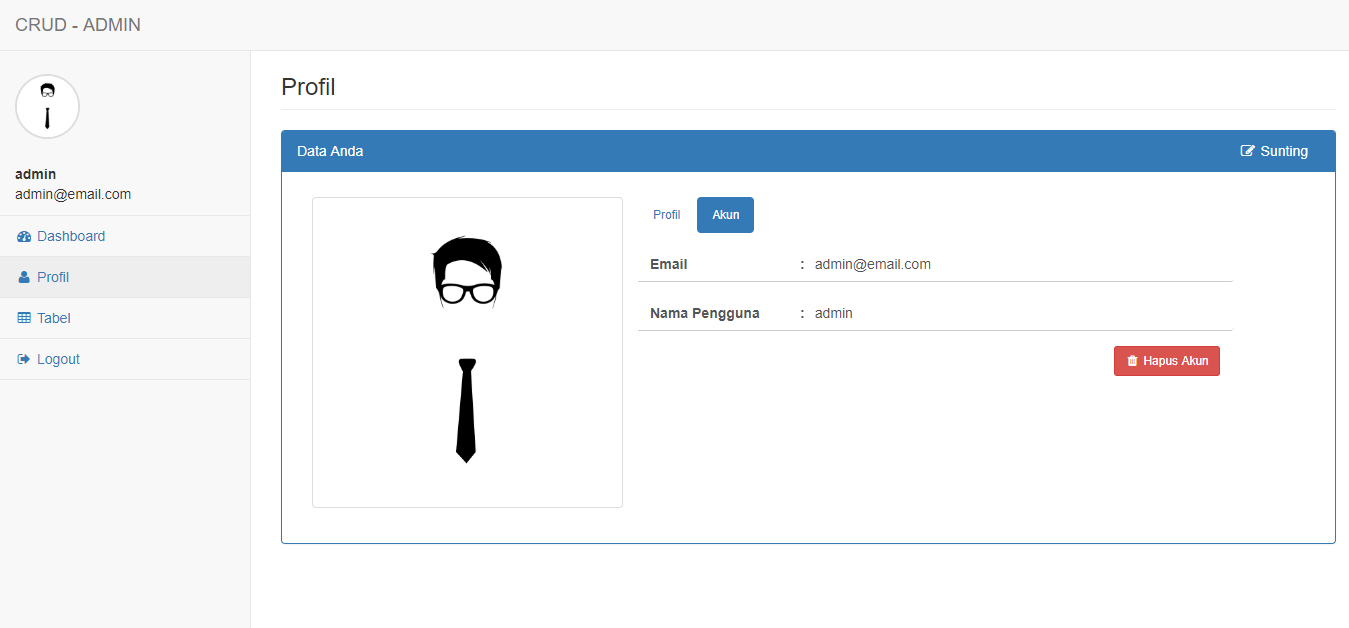 CRUD - ADMIN
admin
admin@email.com
Dashboard
Profil
Tabel
Logout
Profil
Data Anda
Sunting
Profil Akun
Email : admin@email.com
Nama Pengguna : admin
Hapus Akun